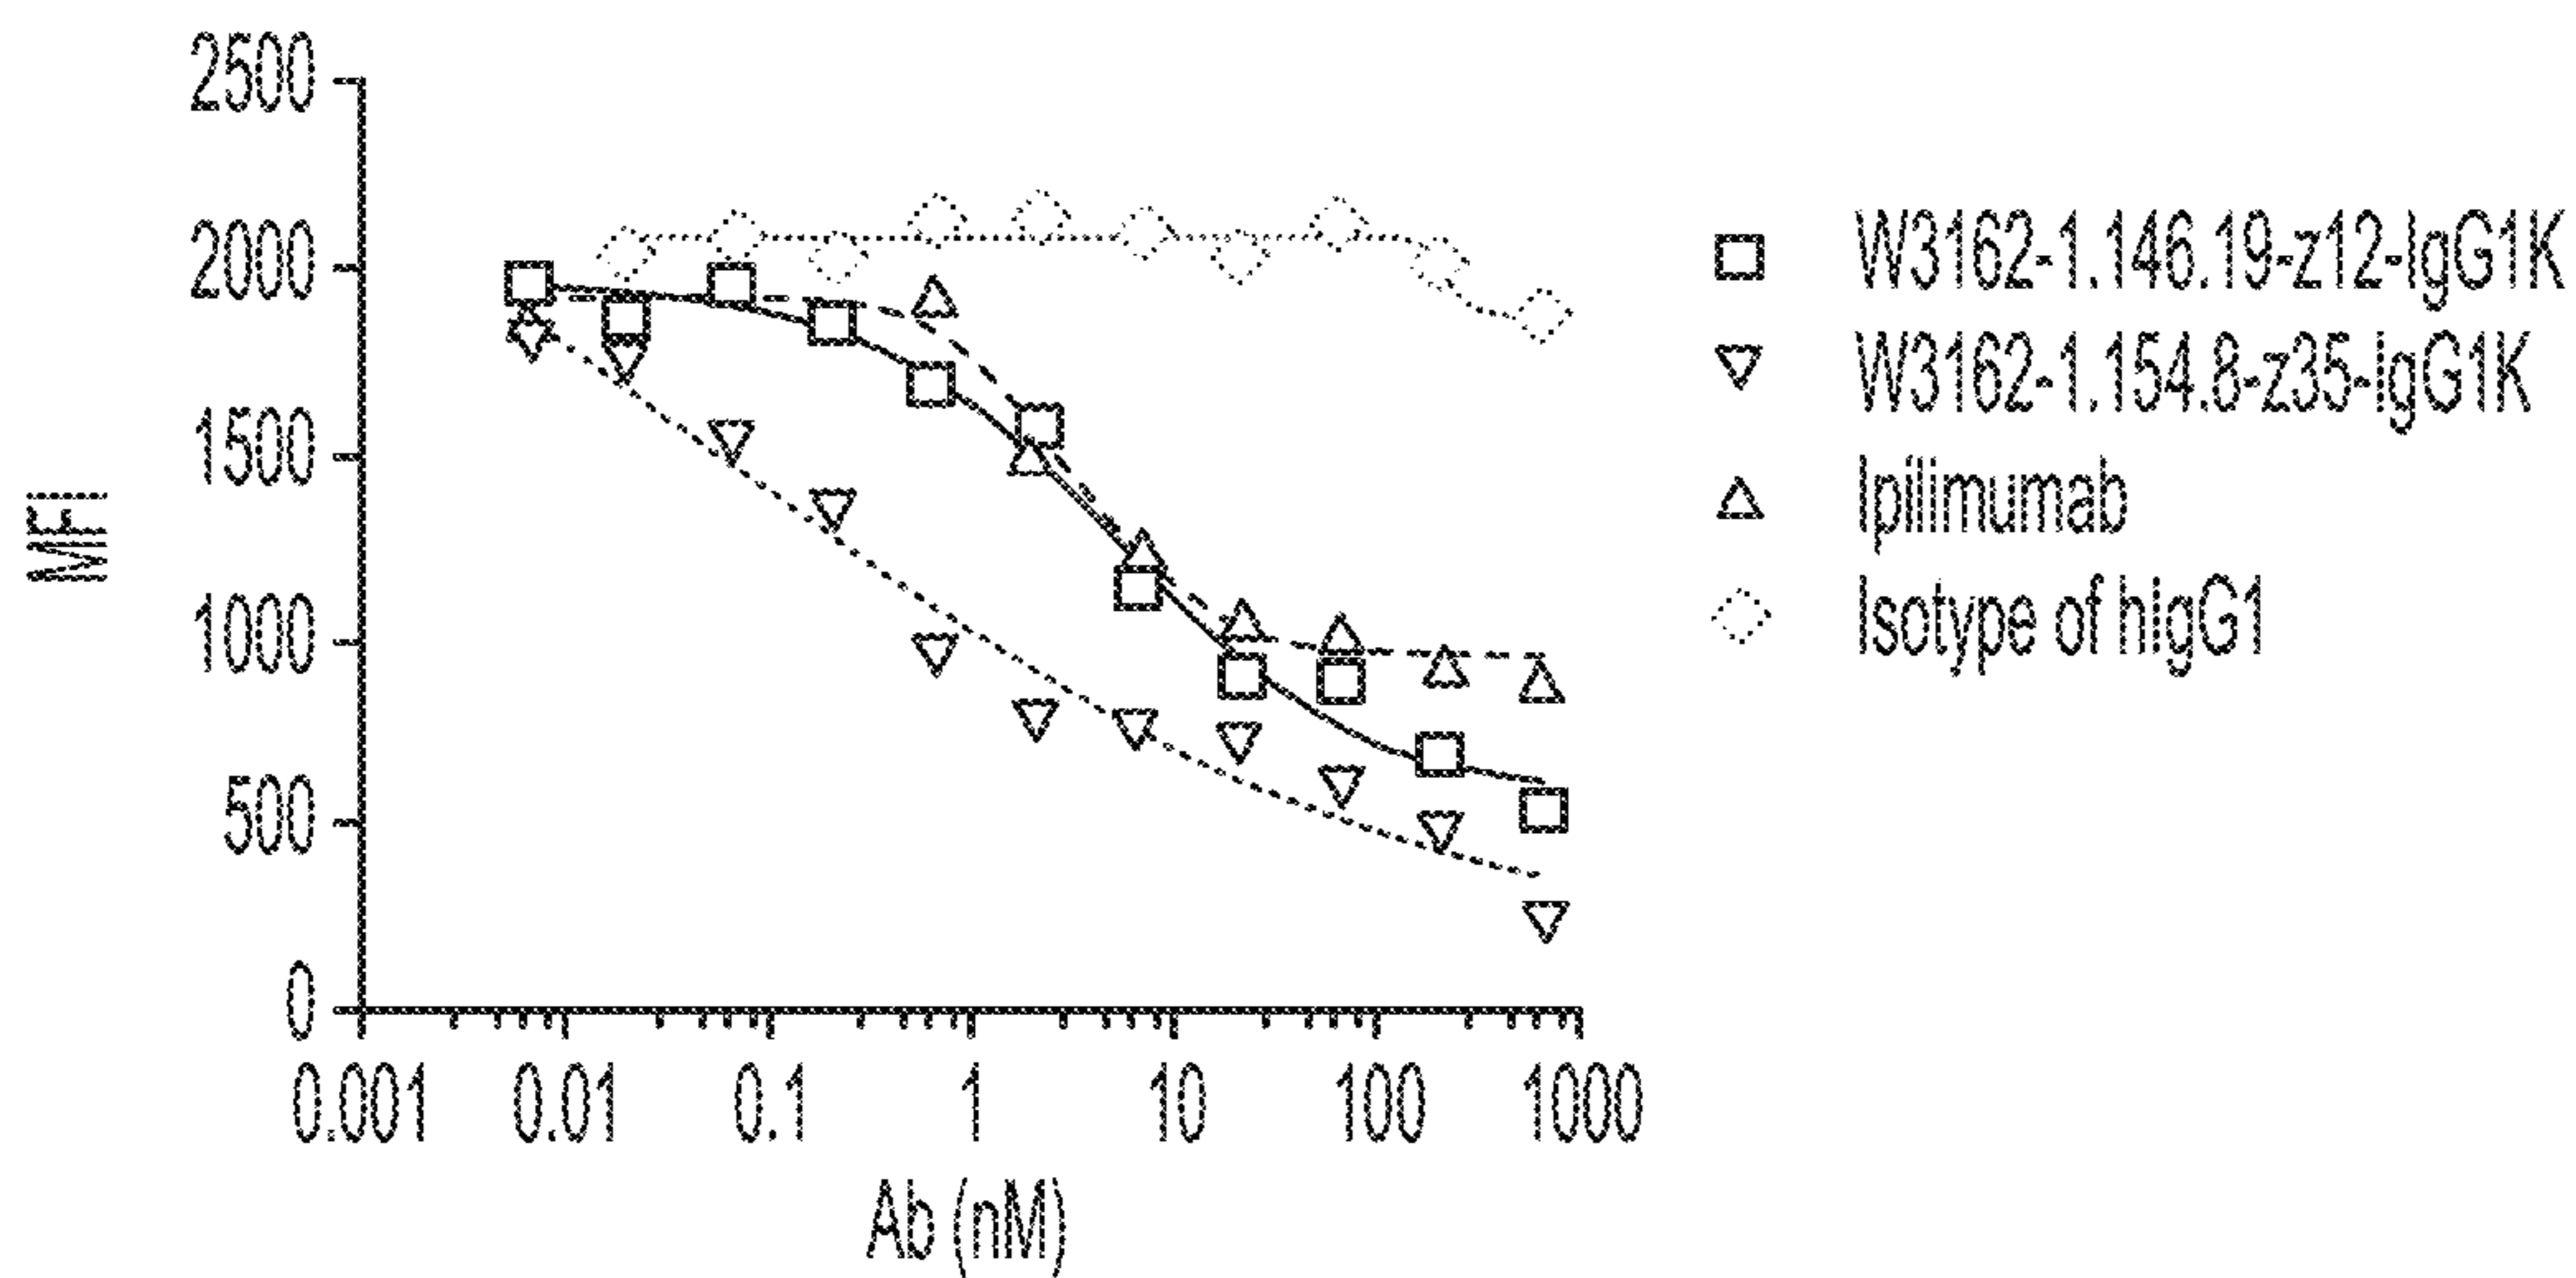 2500
2000
1500
1000
500
0
MFI
0.001 0.01 0.1 1 10 100 1000
Ab (nM)
W3162-1.146.19-z12-IgG1K
W3162-1.154.8-z35-IgG1K
Ipilimumab
Isotype of hIgG1